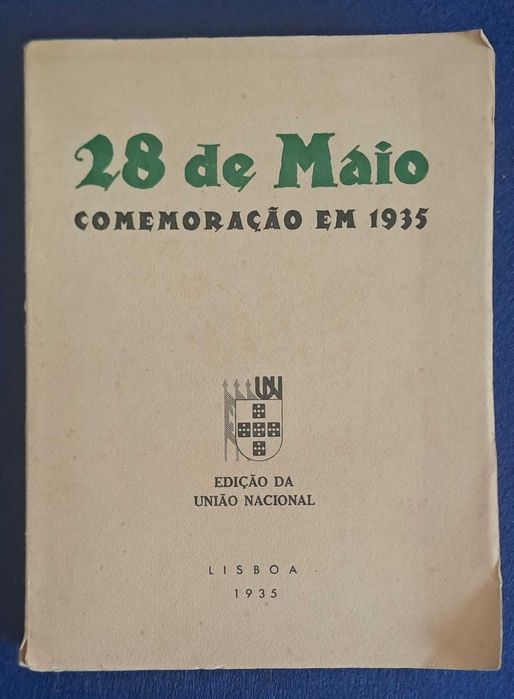 28 de Maio
COMEMORAÇÃO EM 1935
UN
EDIÇÃO DA
UNIÃO NACIONAL
LISBOA
1935